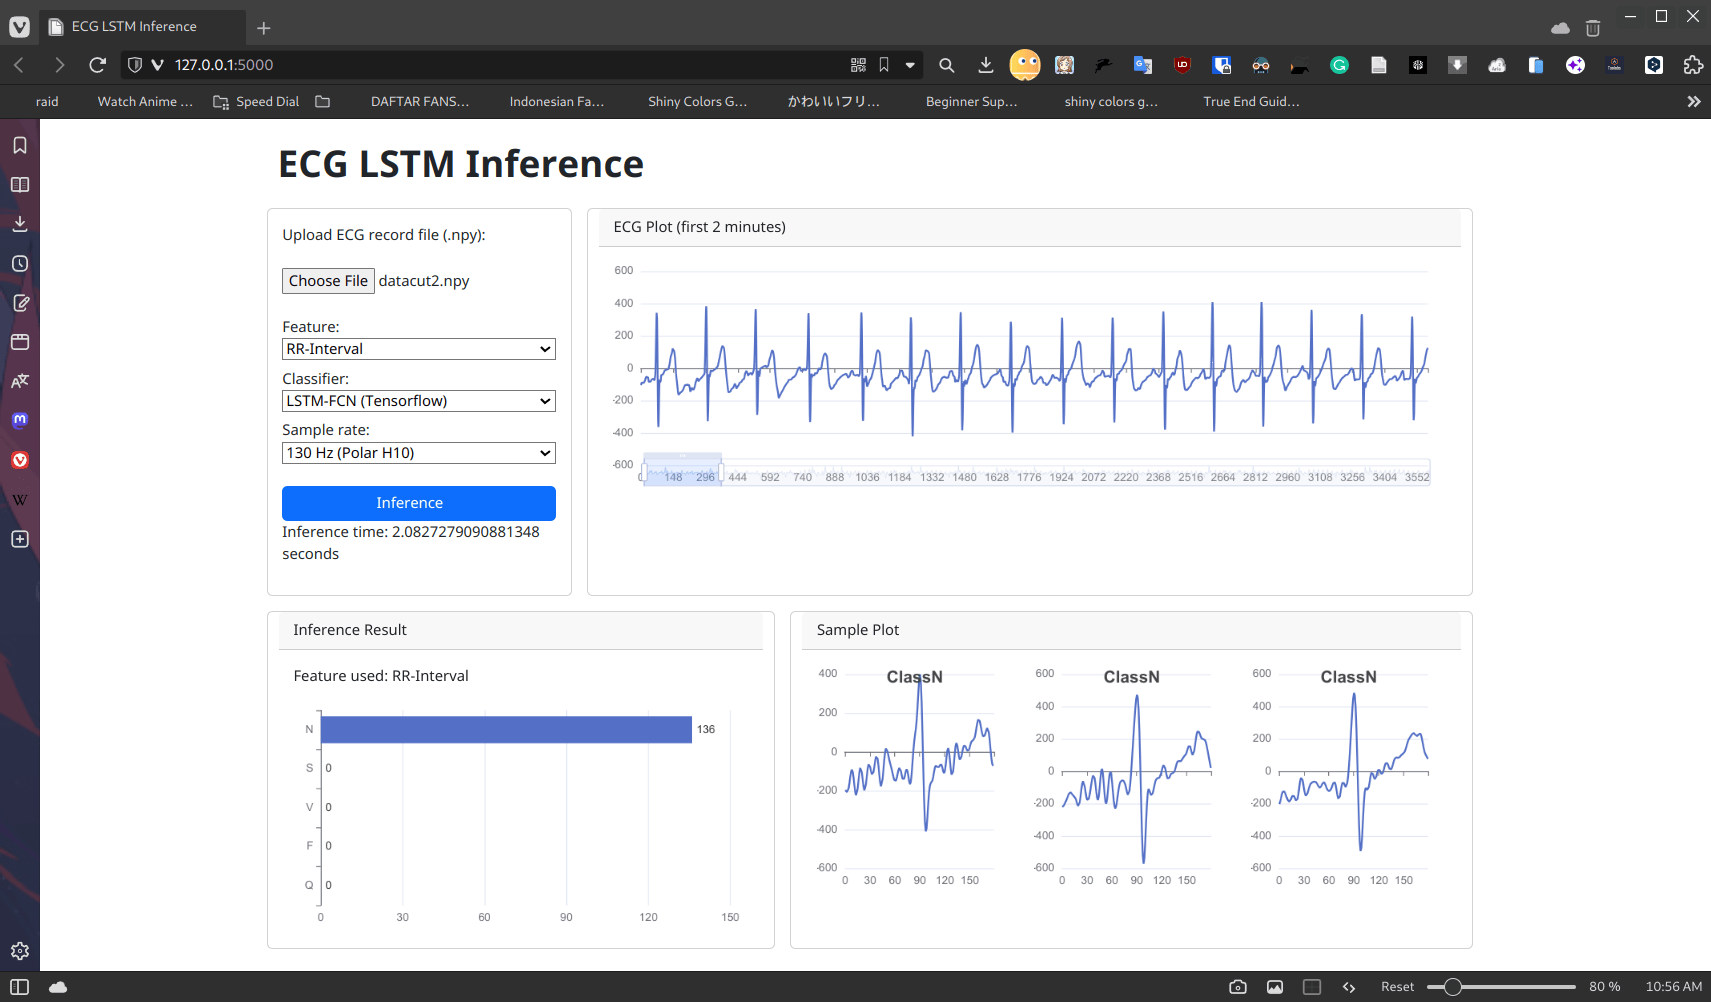 ECG LSTM Inference
127.0.0.1:5000
raid
Watch Anime ...
Speed Dial
DAFTAR FANS...
Indonesian Fa...
Shiny Colors G...
かわいいフリ...
Beginner Sup...
shiny colors g...
True End Guid...
ECG LSTM Inference
Upload ECG record file (.npy):
Choose File datacut2.npy
Feature:
RR-Interval
Classifier:
LSTM-FCN (Tensorflow)
Sample rate:
130 Hz (Polar H10)
Inference
Inference time: 2.0827279090881348
seconds
ECG Plot (first 2 minutes)
600
400
200
0
-200
-400
-600
0 148 296 444 592 740 888 1036 1184 1332 1480 1628 1776 1924 2072 2220 2368 2516 2664 2812 2960 3108 3256 3404 3552
Inference Result
Feature used: RR-Interval
N 136
S 0
V 0
F 0
Q 0
0 30 60 90 120 150
Sample Plot
ClassN
400
200
0
-200
-400
-600
0 30 60 90 120 150
ClassN
600
400
200
0
-200
-400
-600
0 30 60 90 120 150
ClassN
600
400
200
0
-200
-400
-600
0 30 60 90 120 150
Reset 80 % 10:56 AM